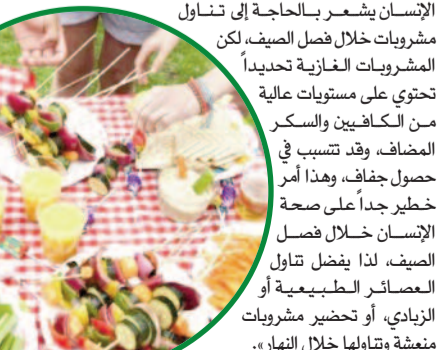 الإنسان يشعر بالحاجة إلى تناول
مشروبات خلال فصل الصيف، لكن
المشروبات الغازية تحديداً
تحتوي على مستويات عالية
من الكافيين والسكر
المضاف، وقد تتسبب في
حصول جفاف، وهذا أمر
خطير جداً على صحة
الإنسان خلال فصل
الصيف، لذا يفضل تناول
العصائر الطبيعية أو
الزبادي، أو تحضير مشروبات
منعشة وتناولها خلال النهار».